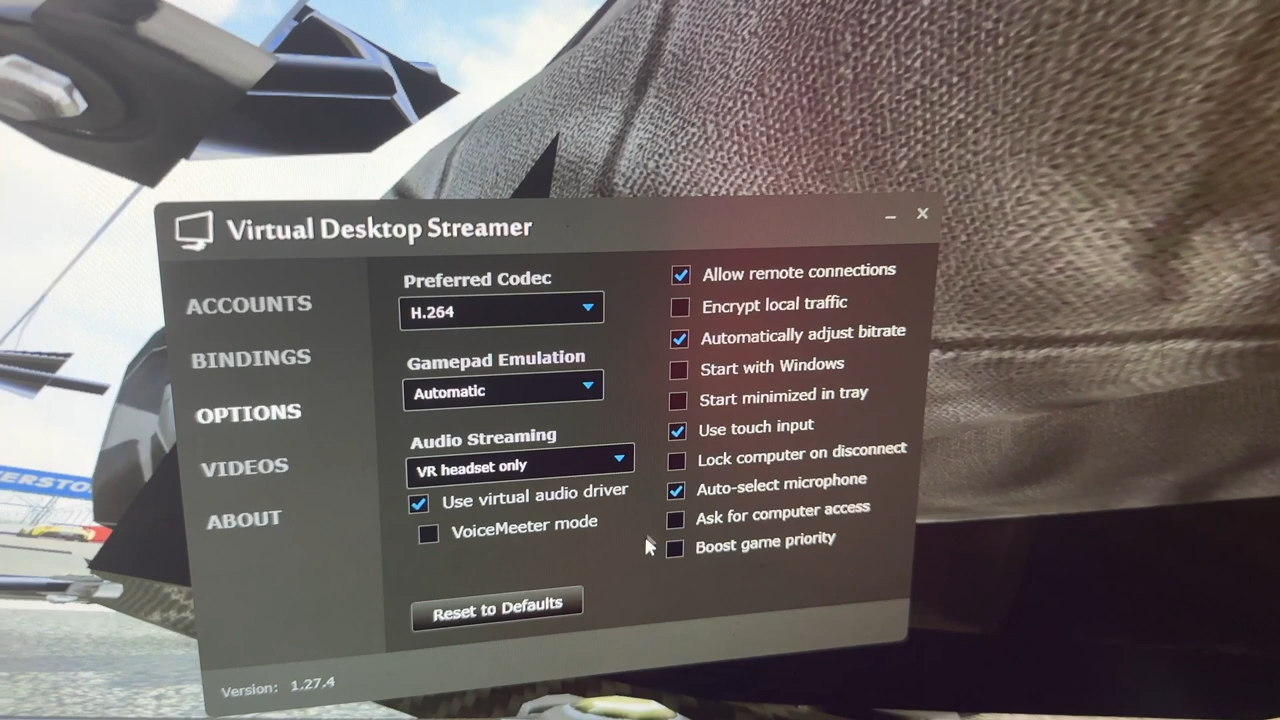 Virtual Desktop Streamer
ACCOUNTS
BINDINGS
OPTIONS
VIDEOS
ABOUT
Preferred Codec
H.264
Gamepad Emulation
Automatic
Audio Streaming
VR headset only
Use virtual audio driver
VoiceMeeter mode
Reset to Defaults
Allow remote connections
Encrypt local traffic
Automatically adjust bitrate
Start with Windows
Start minimized in tray
Use touch input
Lock computer on disconnect
Auto-select microphone
Ask for computer access
Boost game priority
Version: 1.27.4